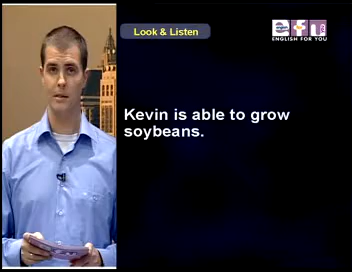 Look & Listen
efu
ENGLISH FOR YOU
Kevin is able to grow
soybeans.